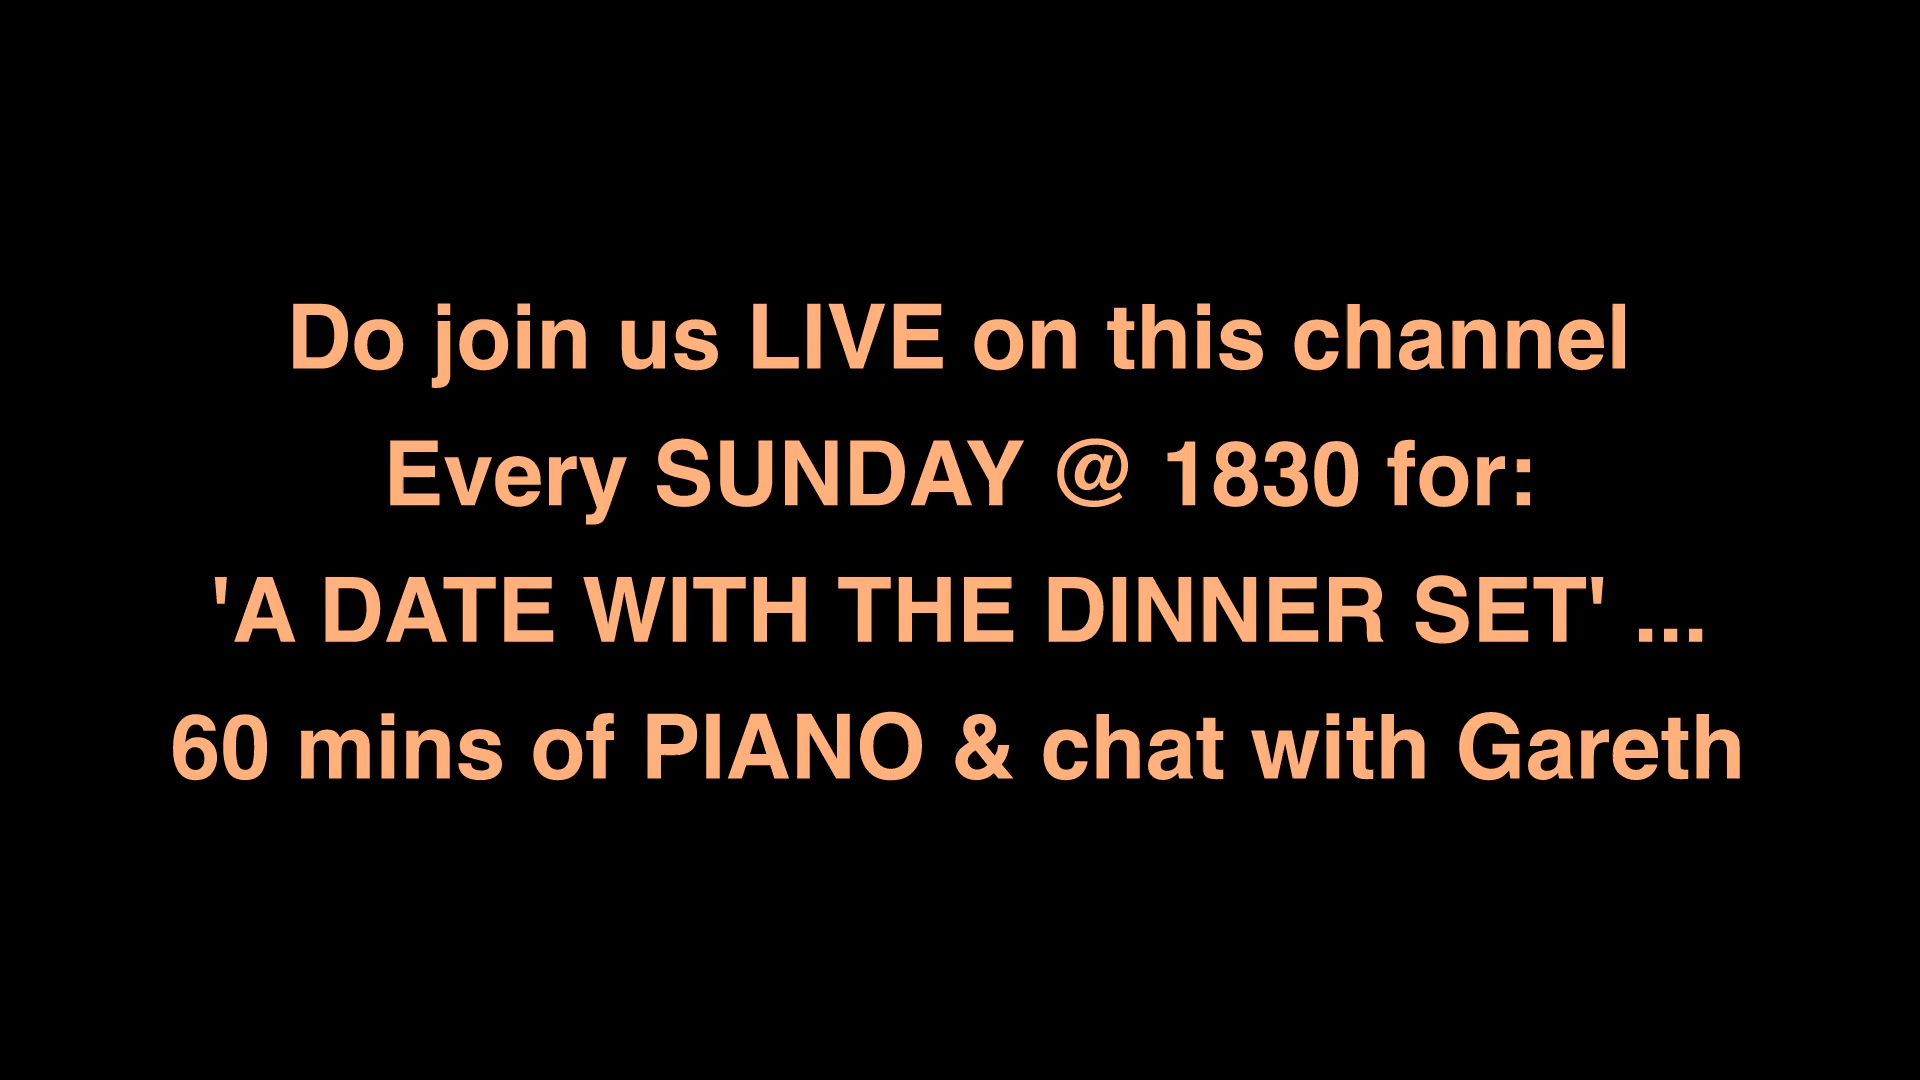 Do join us LIVE on this channel
Every SUNDAY @ 1830 for:
'A DATE WITH THE DINNER SET' ...
60 mins of PIANO & chat with Gareth